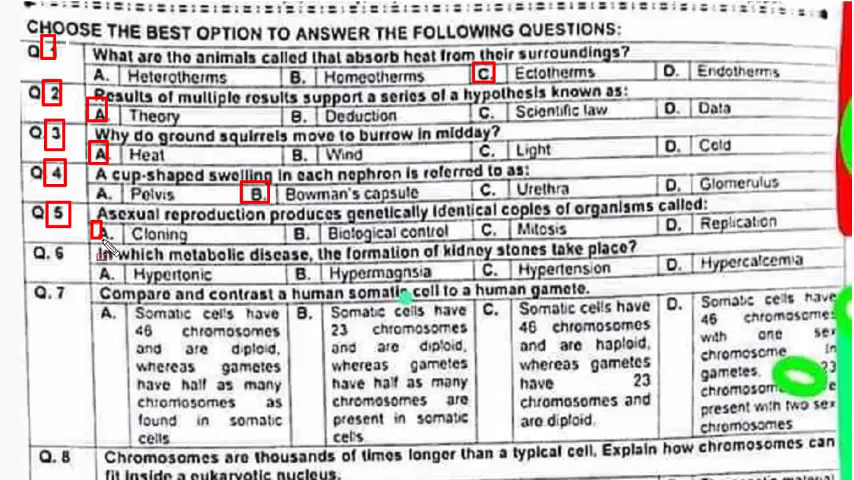 CHOOSE THE BEST OPTION TO ANSWER THE FOLLOWING QUESTIONS:
Q. 1 What are the animals called that absorb heat from their surroundings?
A. Heterotherms B. Homeotherms C. Ectotherms D. Endotherms
Q. 2 Results of multiple results support a series of a hypothesis known as:
A. Theory B. Deduction C. Scientific law D. Data
Q. 3 Why do ground squirrels move to burrow in midday?
A. Heat B. Wind C. Light D. Cold
Q. 4 A cup-shaped swelling in each nephron is referred to as:
A. Pelvis B. Bowman's capsule C. Urethra D. Glomerulus
Q. 5 Asexual reproduction produces genetically identical copies of organisms called:
A. Cloning B. Biological control C. Mitosis D. Replication
Q. 6 In which metabolic disease, the formation of kidney stones take place?
A. Hypertonic B. Hypermagnsia C. Hypertension D. Hypercalcemia
Q. 7 Compare and contrast a human somatic cell to a human gamete.
A. Somatic cells have B. Somatic cells have C. Somatic cells have D. Somatic cells have
46 chromosomes 23 chromosomes 46 chromosomes 46 chromosomes
and are diploid, and are diploid, and are haploid, with one sex
whereas gametes whereas gametes whereas gametes chromosome in
have half as many have half as many have 23 gametes, 23
chromosomes as chromosomes are chromosomes and chromosome
found in somatic present in somatic are diploid. present with two sex
cells cells chromosomes
Q. 8 Chromosomes are thousands of times longer than a typical cell. Explain how chromosomes can
fit inside a eukaryotic nucleus.